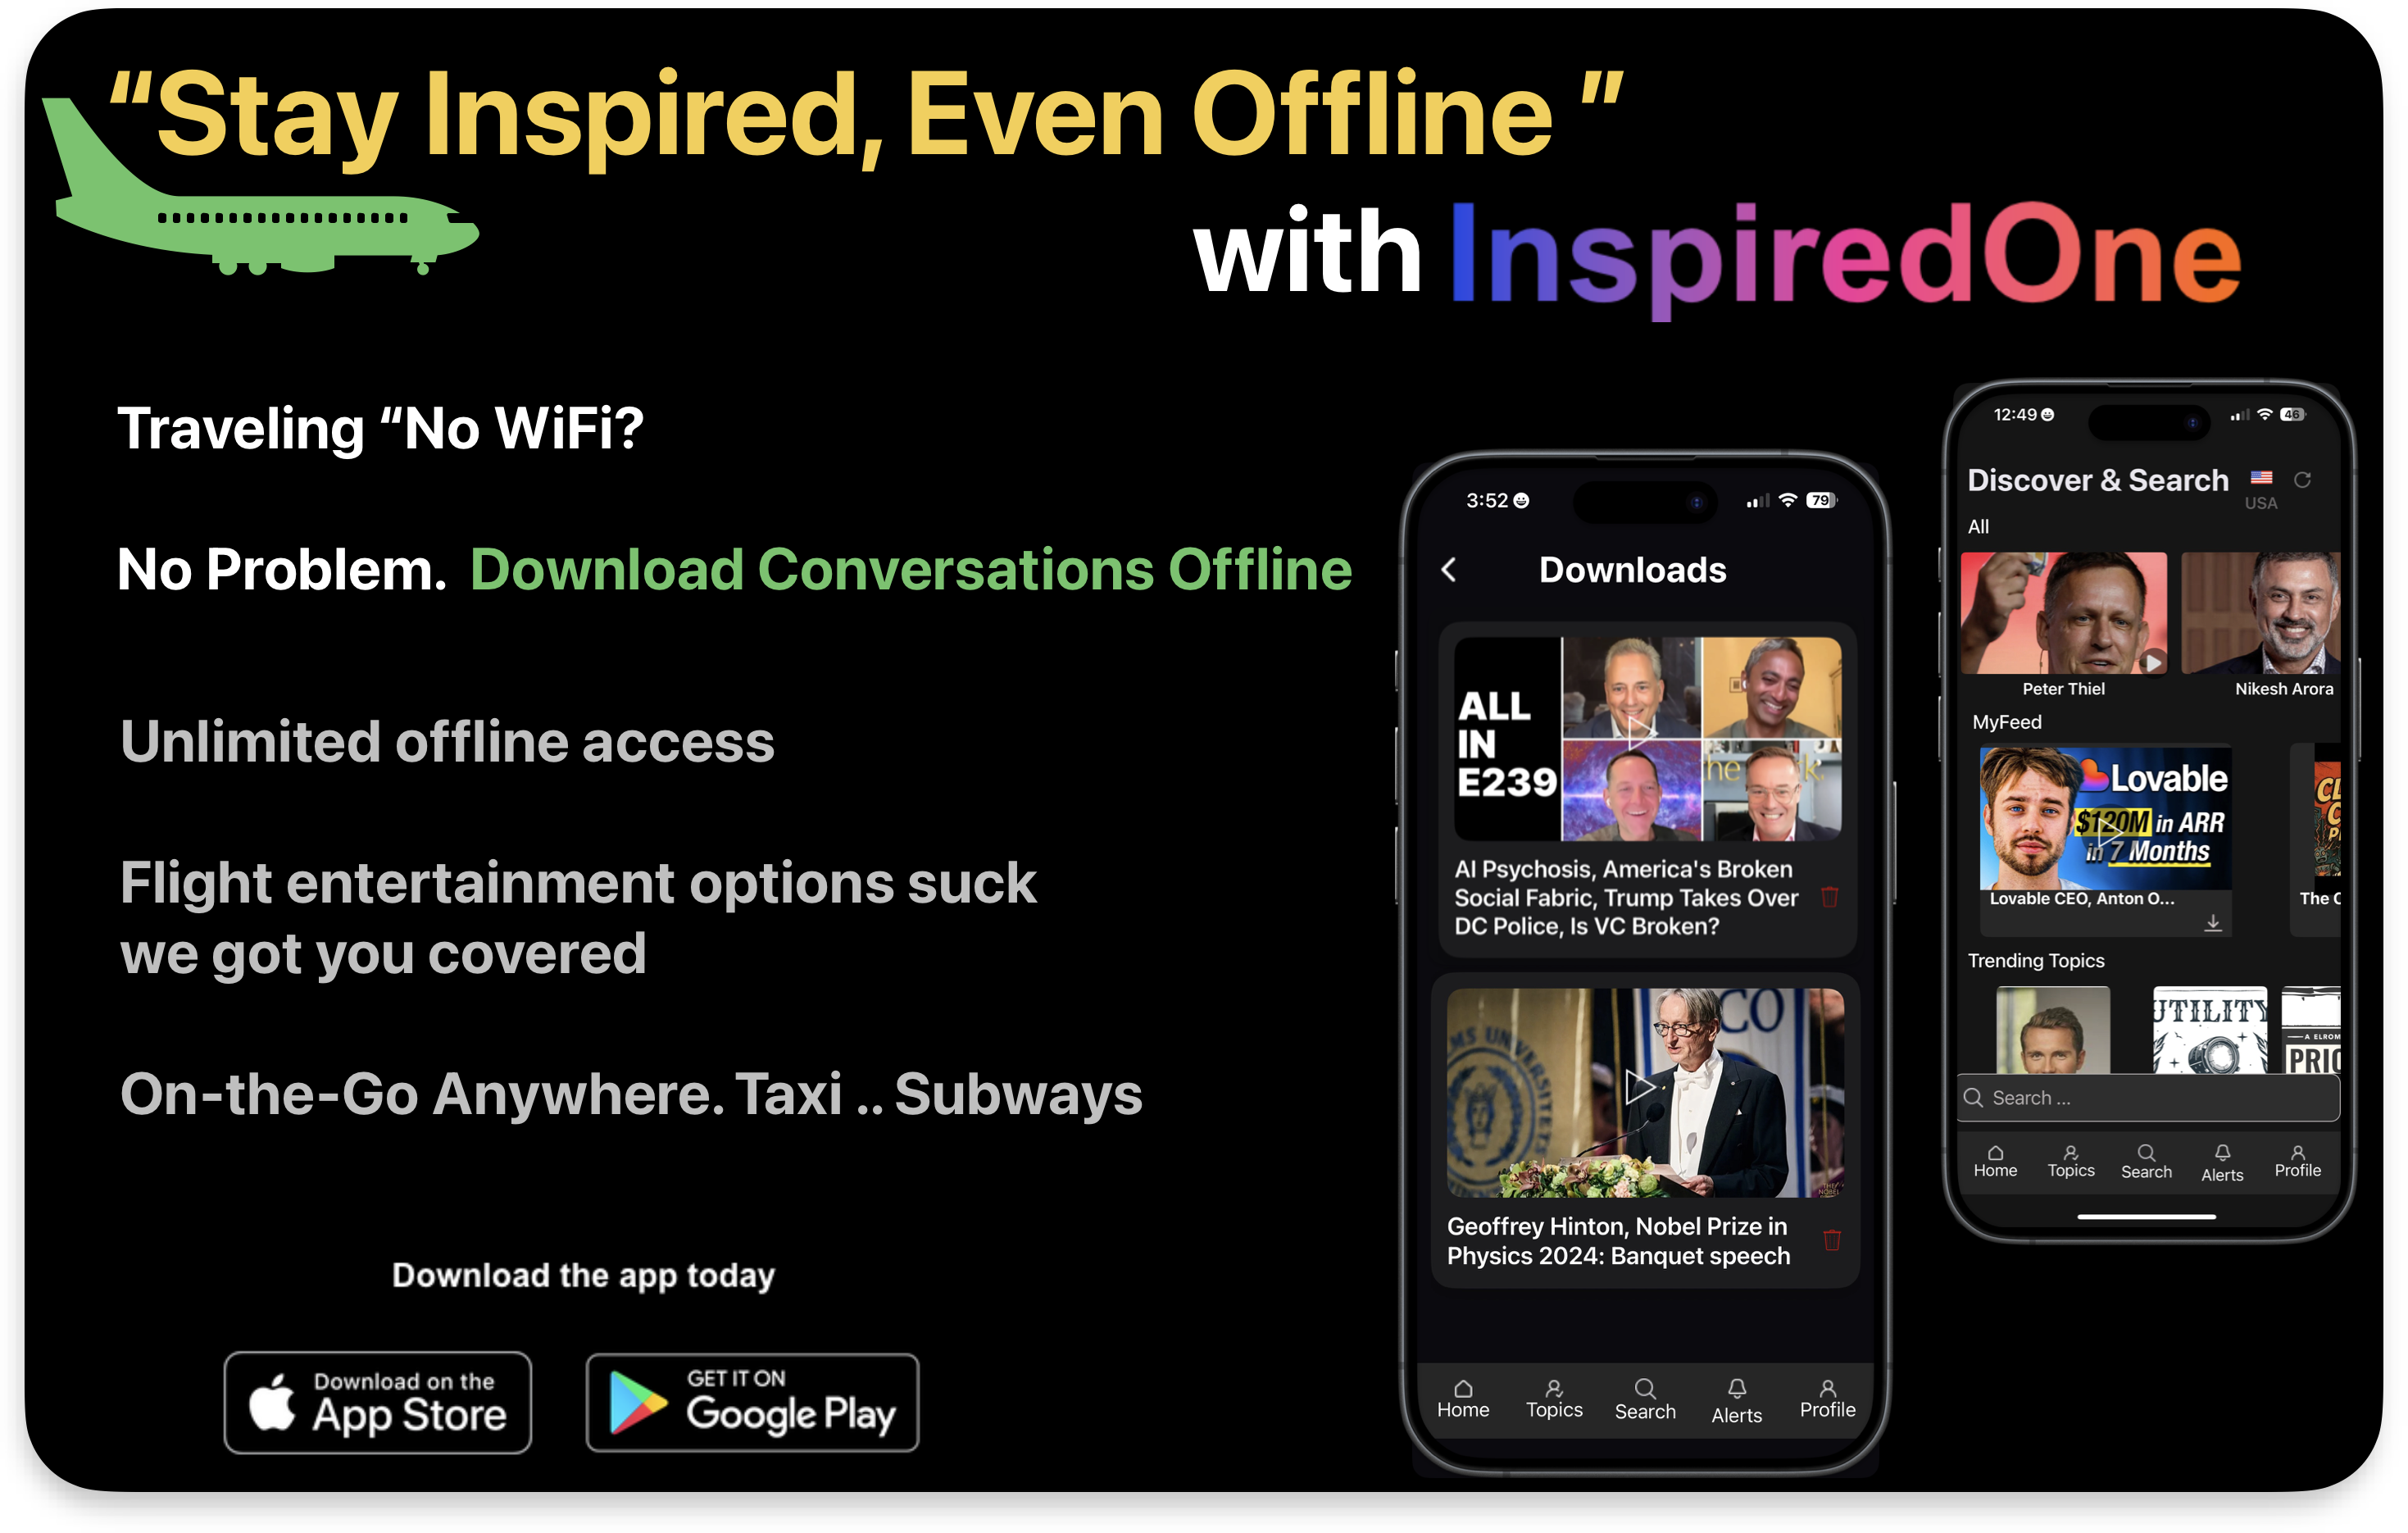 “Stay Inspired, Even Offline ”
with InspiredOne
Traveling “No WiFi?
No Problem. Download Conversations Offline
Unlimited offline access
Flight entertainment options suck
we got you covered
On-the-Go Anywhere. Taxi .. Subways
Download the app today
Download on the
App Store
GET IT ON
Google Play
3:52
79
Downloads
ALL
IN
E239
AI Psychosis, America's Broken
Social Fabric, Trump Takes Over
DC Police, Is VC Broken?
Geoffrey Hinton, Nobel Prize in
Physics 2024: Banquet speech
Home Topics Search Alerts Profile
12:49
46
Discover & Search
USA
All
Peter Thiel
Nikesh Arora
MyFeed
Lovable
$120M in ARR
in 7 Months
Lovable CEO, Anton O...
The
Trending Topics
UTILITY
Search ...
Home Topics Search Alerts Profile